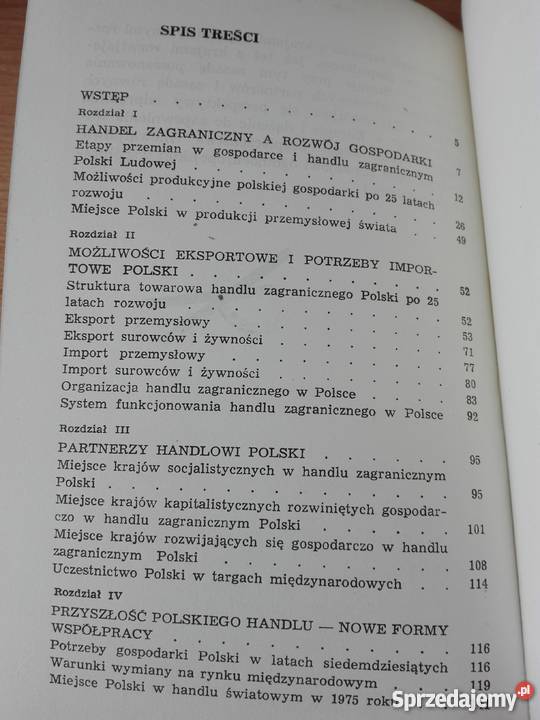 SPIS TREŚCI
WSTĘP . . . . . . . . . . . . 5
Rozdział I
HANDEL ZAGRANICZNY A ROZWÓJ GOSPODARKI 7
Etapy przemian w gospodarce i handlu zagranicznym
Polski Ludowej . . . . . . . . . . 12
Możliwości produkcyjne polskiej gospodarki po 25 latach
rozwoju . . . . . . . . . . . . 26
Miejsce Polski w produkcji przemysłowej świata . . 49
Rozdział II
MOŻLIWOŚCI EKSPORTOWE I POTRZEBY IMPOR-
TOWE POLSKI . . . . . . . . . . 52
Struktura towarowa handlu zagranicznego Polski po 25
latach rozwoju . . . . . . . . . . 52
Eksport przemysłowy . . . . . . . . 53
Eksport surowców i żywności . . . . . . 71
Import przemysłowy . . . . . . . . 77
Import surowców i żywności . . . . . . 80
Organizacja handlu zagranicznego w Polsce . . . 83
System funkcjonowania handlu zagranicznego w Polsce 92
Rozdział III
PARTNERZY HANDLOWI POLSKI . . . . . 95
Miejsce krajów socjalistycznych w handlu zagranicznym
Polski . . . . . . . . . . . . 95
Miejsce krajów kapitalistycznych rozwiniętych gospodar-
czo w handlu zagranicznym Polski . . . . . 101
Miejsce krajów rozwijających się gospodarczo w handlu
zagranicznym Polski . . . . . . . . 108
Uczestnictwo Polski w targach międzynarodowych . . 114
Rozdział IV
PRZYSZŁOŚĆ POLSKIEGO HANDLU — NOWE FORMY
WSPÓŁPRACY . . . . . . . . . . 116
Potrzeby gospodarki Polski w latach siedemdziesiątych 116
Warunki wymiany na rynku międzynarodowym . . . 119
Miejsce Polski w handlu światowym w 1975 roku
Sprzedajemy.pl